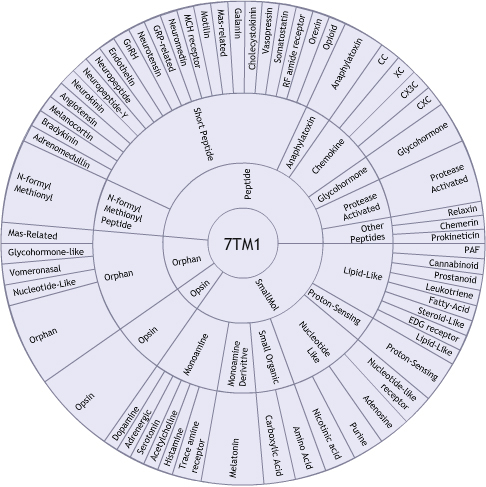 7TM1
Peptide
SmallMol
Opsin
Orphan
Short Peptide
Anaphylatoxin
Chemokine
Glycohormone
Protease
Activated
Other
Peptides
Lipid-Like
Proton-Sensing
Nucleotide
Like
Small Organic
Monoamine
Derivitive
Monoamine
Opsin
Orphan
N-formyl
Methionyl
Peptide
N-formyl
Methionyl
Adrenomedullin
Bradykinin
Melanocortin
Angiotensin
Neurokinin
Neuropeptide-Y
Neuropeptide
Endothelin
GnRH
Neurotensin
GRP-related
Neuromedin
MCH receptor
Motilin
Mas-related
Galanin
Cholecystokinin
Vasopressin
Somatostatin
RF amide receptor
Orexin
Opioid
Anaphylatoxin
CC
XC
CX3C
CXC
Glycohormone
Protease
Activated
Relaxin
Chemerin
Prokineticin
PAF
Cannabinoid
Prostanoid
Leukotriene
Fatty-Acid
Steroid-Like
EDG receptor
Lipid-Like
Proton-Sensing
Nucleotide-like
receptor
Adenosine
Purine
Nicotinic acid
Amino Acid
Carboxylic Acid
Melatonin
Trace amine
receptor
Histamine
Acetylcholine
Serotonin
Adrenergic
Dopamine
Opsin
Orphan
Nucleotide-Like
Vomeronasal
Glycohormone-like
Mas-Related